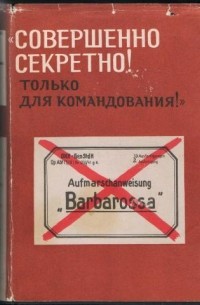 «СОВЕРШЕННО
СЕКРЕТНО!
ТОЛЬКО
ДЛЯ КОМАНДОВАНИЯ!»
Aufmarschanweisung
„Barbarossa“